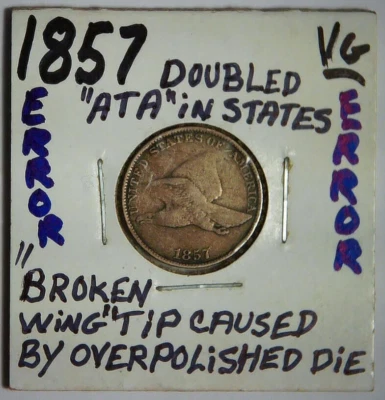 1857 DOUBLED VG
"ATA" IN STATES
ERROR
ERROR
UNITED STATES OF AMERICA
1857
"BROKEN
WING" TIP CAUSED
BY OVERPOLISHED DIE